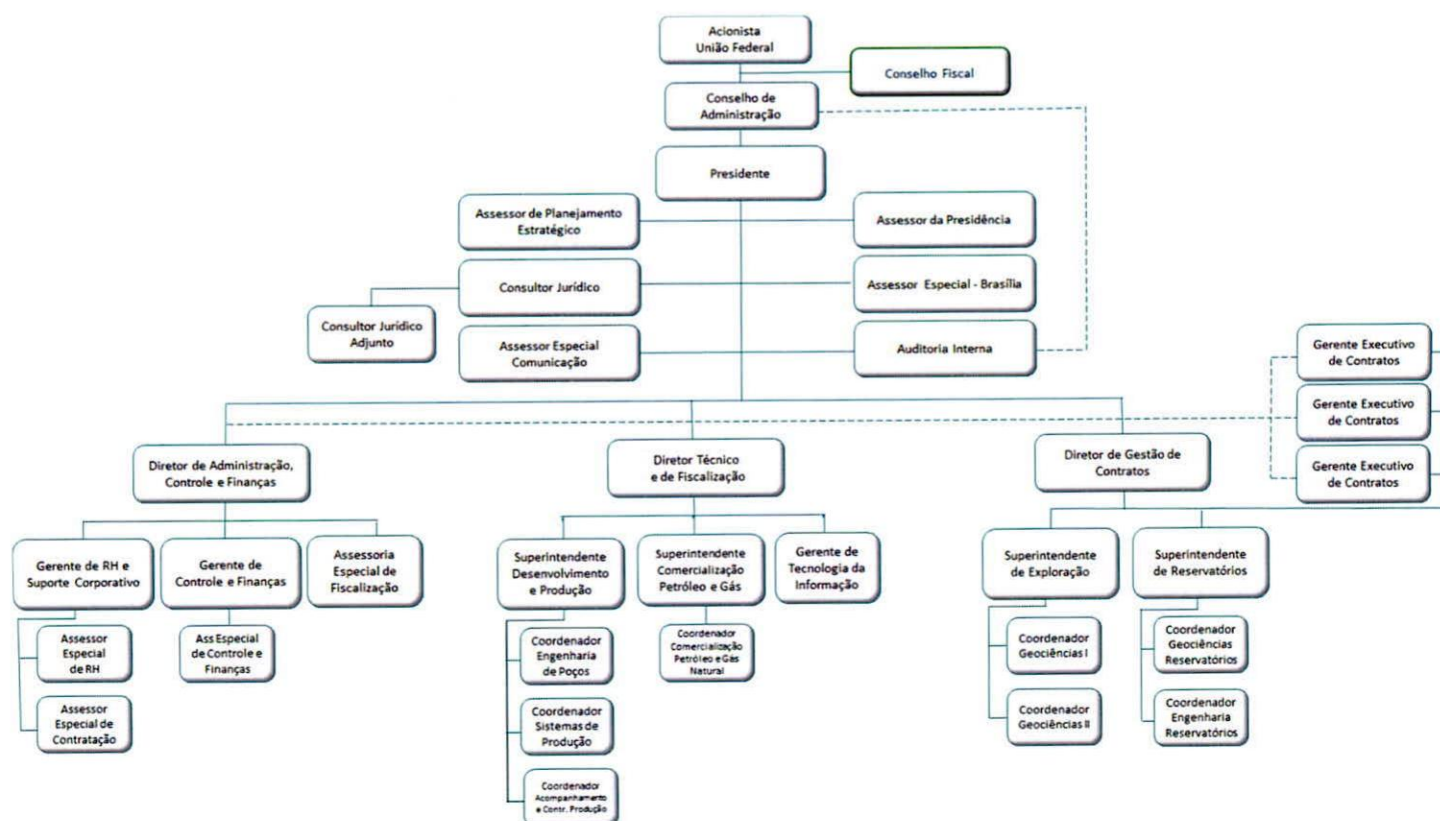 Acionista
União Federal
Conselho Fiscal
Conselho de
Administração
Presidente
Assessor de Planejamento
Estratégico
Assessor da Presidência
Consultor Jurídico
Assessor Especial - Brasília
Consultor Jurídico
Adjunto
Assessor Especial
Comunicação
Auditoria Interna
Gerente Executivo
de Contratos
Gerente Executivo
de Contratos
Gerente Executivo
de Contratos
Diretor de Administração,
Controle e Finanças
Diretor Técnico
e de Fiscalização
Diretor de Gestão de
Contratos
Gerente de RH e
Suporte Corporativo
Gerente de
Controle e Finanças
Assessoria
Especial de
Fiscalização
Superintendente
Desenvolvimento
e Produção
Superintendente
Comercialização
Petróleo e Gás
Gerente de
Tecnologia da
Informação
Superintendente
de Exploração
Superintendente
de Reservatórios
Assessor
Especial
de RH
Ass Especial
de Controle e
Finanças
Coordenador
Engenharia
de Poços
Coordenador
Comercialização
Petróleo e Gás
Natural
Coordenador
Geociências I
Coordenador
Geociências
Reservatórios
Assessor
Especial de
Contratação
Coordenador
Sistemas de
Produção
Coordenador
Geociências II
Coordenador
Engenharia
Reservatórios
Coordenador
Acompanhamento
e Contr. Produção